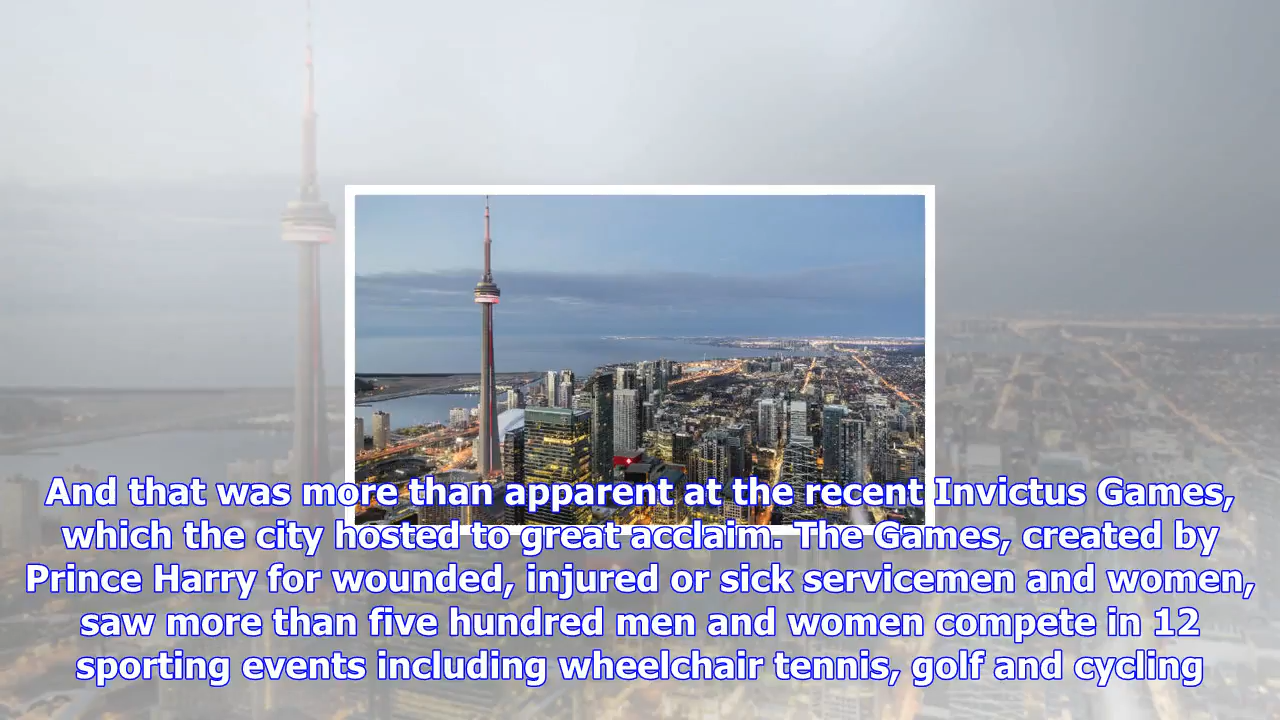 And that was more than apparent at the recent Invictus Games,
which the city hosted to great acclaim. The Games, created by
Prince Harry for wounded, injured or sick servicemen and women,
saw more than five hundred men and women compete in 12
sporting events including wheelchair tennis, golf and cycling